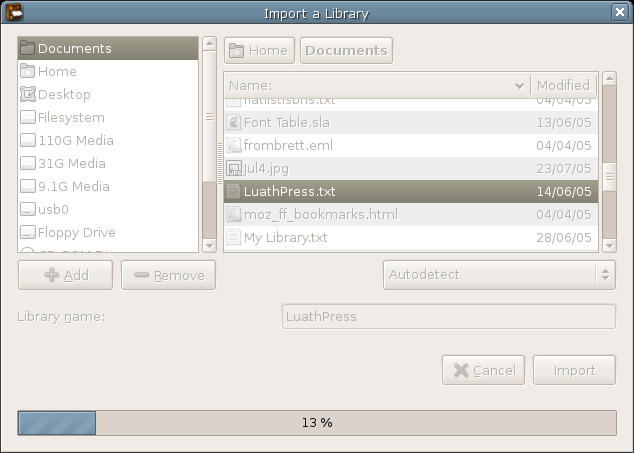 Import a Library
Documents
Home
Desktop
Filesystem
110G Media
31G Media
9.1G Media
usb0
Floppy Drive
Home Documents
Name: Modified
flatlistisbns.txt 04/04/05
Font Table.sla 13/06/05
frombrett.eml 04/04/05
Jul4.jpg 23/07/05
LuathPress.txt 14/06/05
moz_ff_bookmarks.html 04/04/05
My Library.txt 28/06/05
Add Remove Autodetect
Library name: LuathPress
Cancel Import
13 %